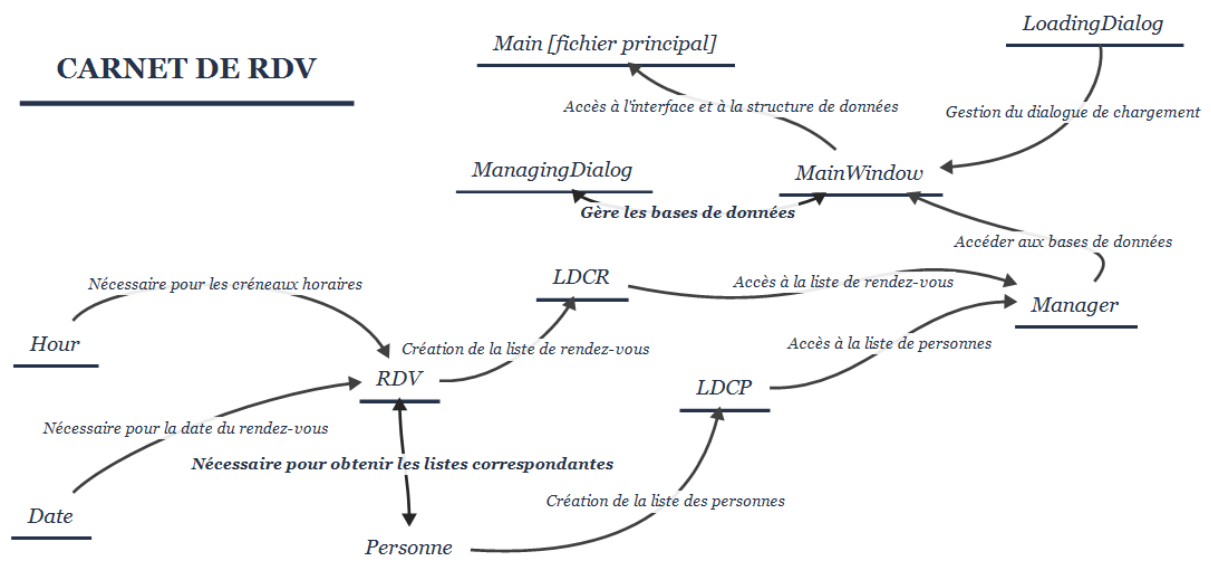 LoadingDialog
Main [fichier principal]
CARNET DE RDV
Accès à l'interface et à la structure de données
Gestion du dialogue de chargement
ManagingDialog
MainWindow
Gère les bases de données
Accéder aux bases de données
LDCR
Nécessaire pour les créneaux horaires
Accès à la liste de rendez-vous
Manager
Hour
Création de la liste de rendez-vous
Accès à la liste de personnes
RDV
LDCP
Nécessaire pour la date du rendez-vous
Nécessaire pour obtenir les listes correspondantes
Création de la liste des personnes
Date
Personne